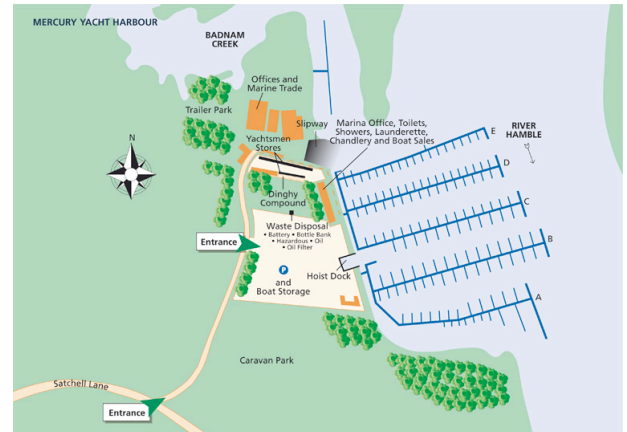 MERCURY YACHT HARBOUR
BADNAM
CREEK
Offices and
Marine Trade
Trailer Park
Slipway
Marina Office, Toilets,
Showers, Launderette,
Chandlery and Boat Sales
Yachtsmen
Stores
E
RIVER
HAMBLE
D
N
C
Dinghy
Compound
Waste Disposal
• Battery • Bottle Bank
• Hazardous • Oil
• Oil Filter
B
Entrance
P
and
Boat Storage
Hoist Dock
A
Caravan Park
Satchell Lane
Entrance